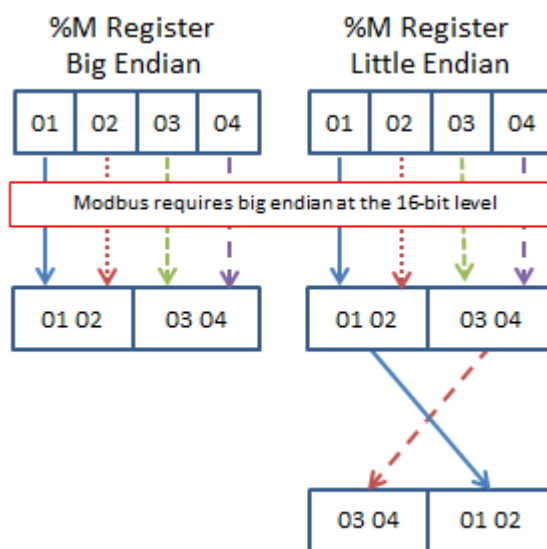 %M Register
Big Endian
%M Register
Little Endian
01 02 03 04
01 02 03 04
Modbus requires big endian at the 16-bit level
01 02 03 04
01 02 03 04
03 04 01 02